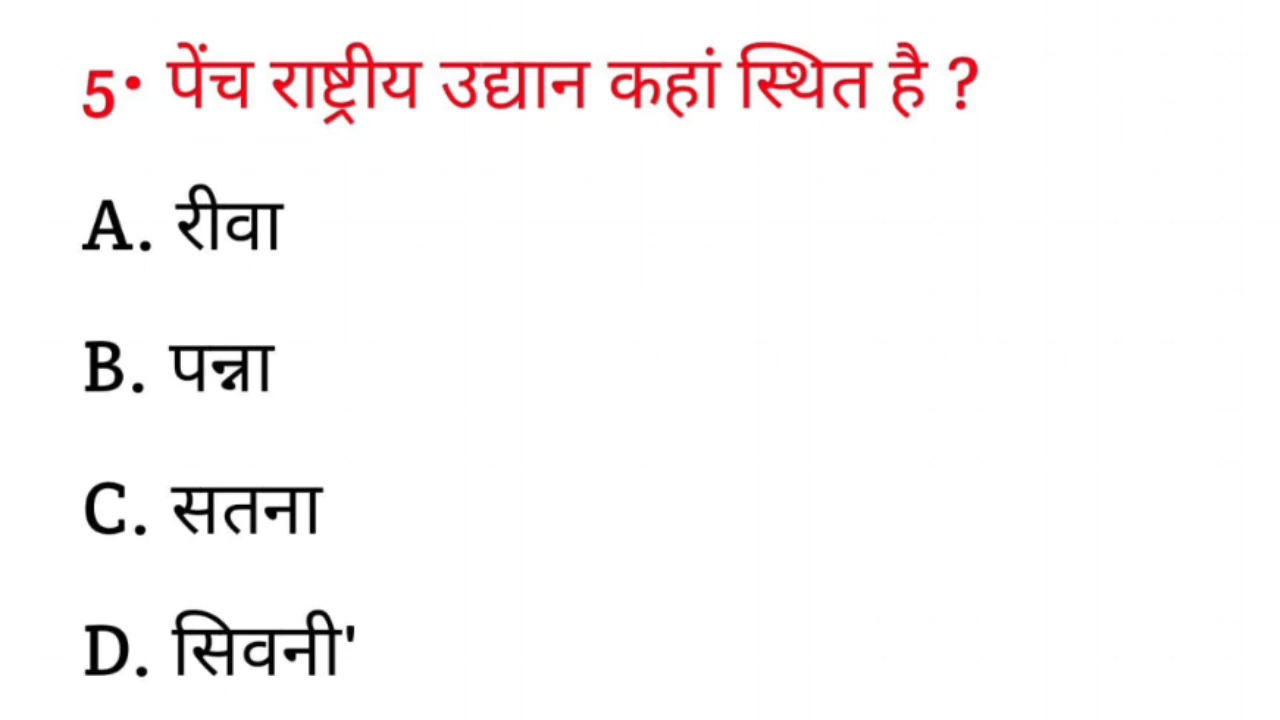 5• पेंच राष्ट्रीय उद्यान कहां स्थित है ?
A. रीवा
B. पन्ना
C. सतना
D. सिवनी'